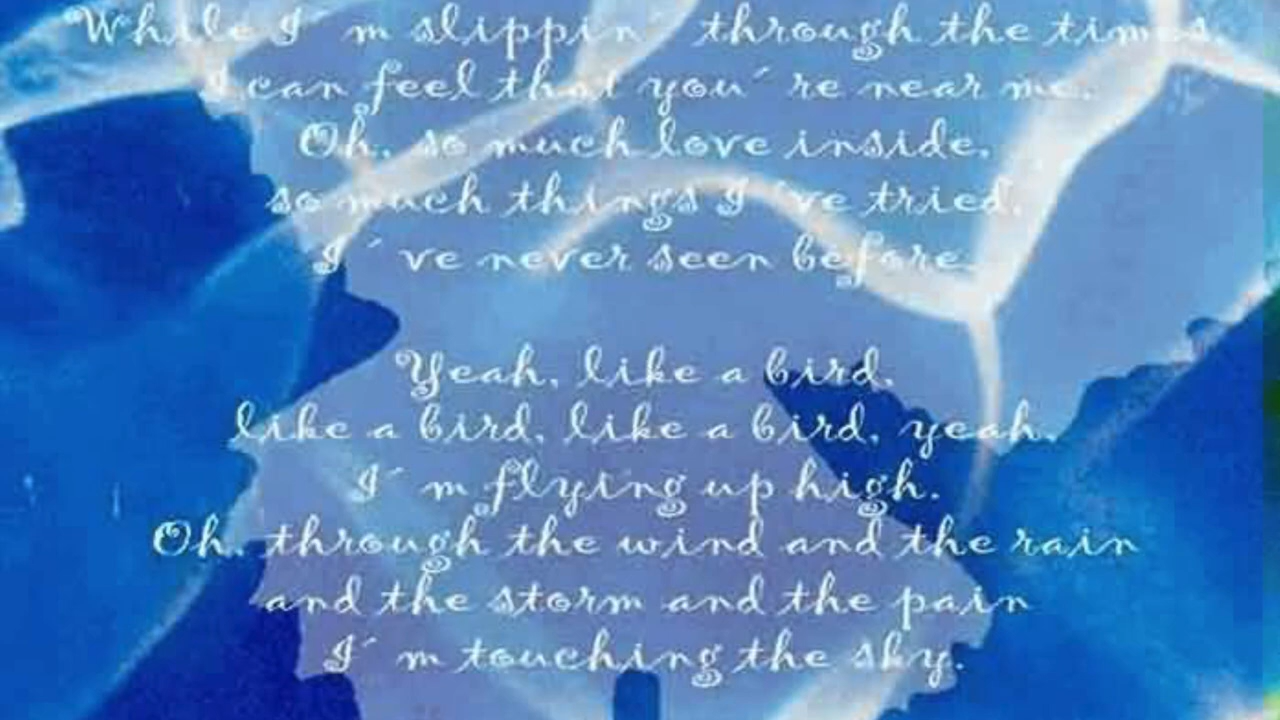 While I´m slippin´ through the times,
I can feel that you´re near me.
Oh, so much love inside,
so much things I´ve tried,
I´ve never seen before.
Yeah, like a bird,
like a bird, like a bird, yeah,
I´m flying up high.
Oh, through the wind and the rain
and the storm and the pain
I´m touching the sky.